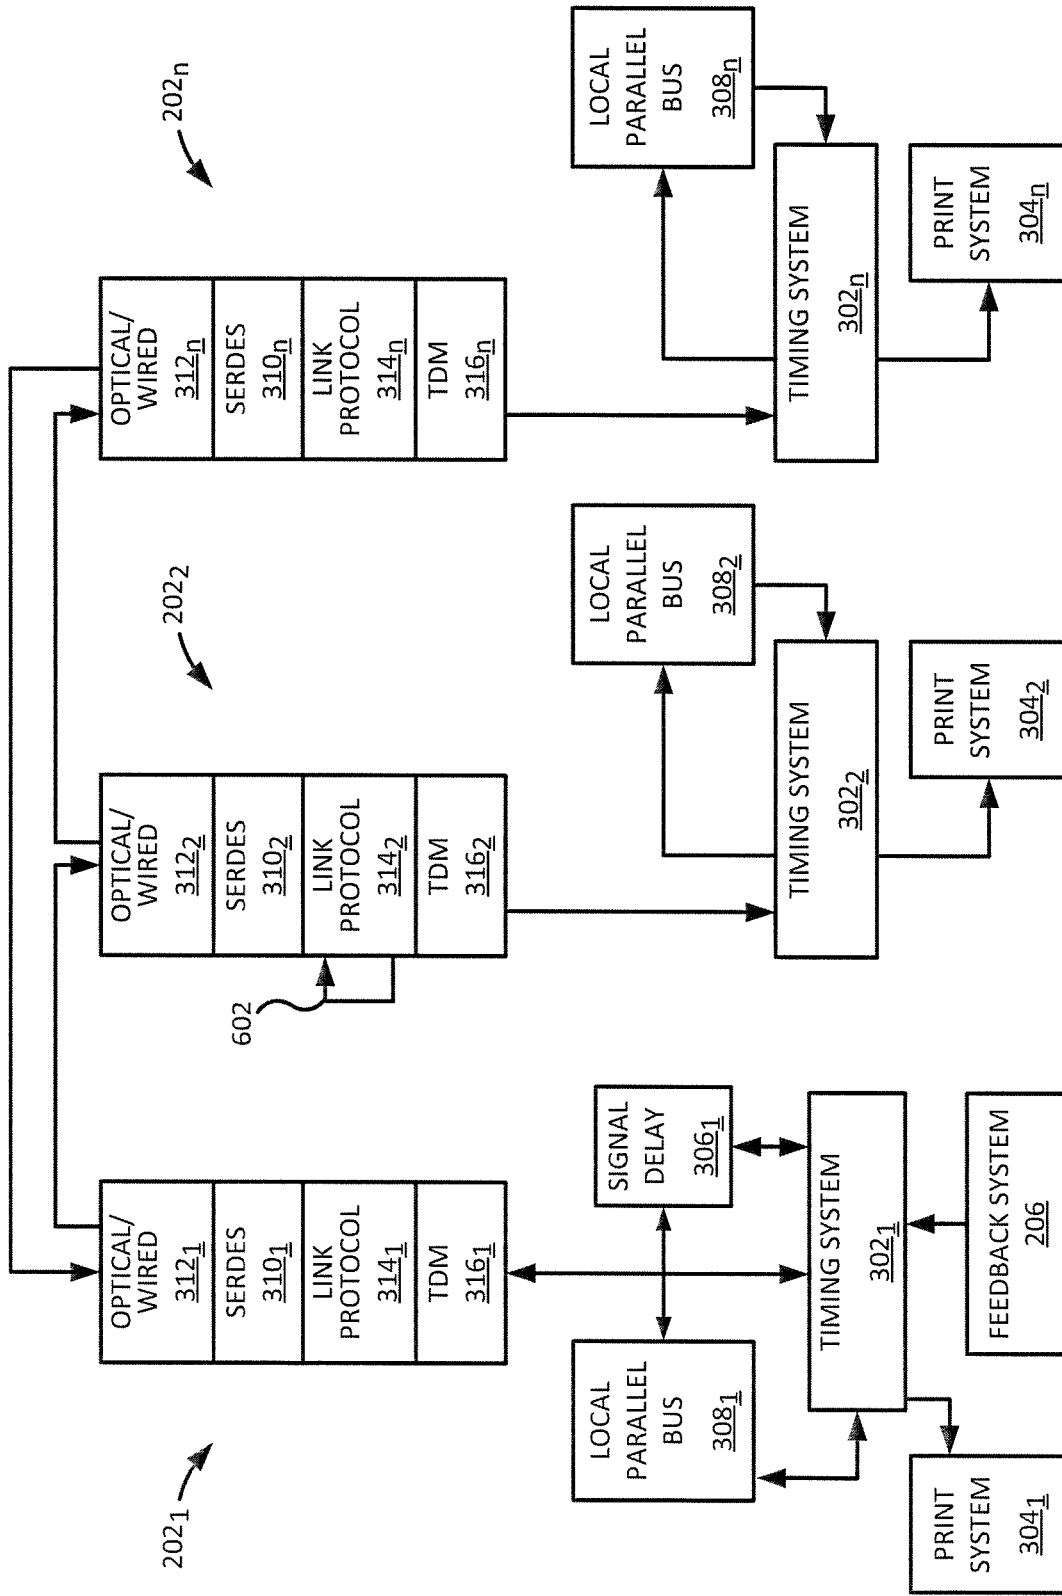 202₁
OPTICAL/
WIRED
312₁
SERDES
310₁
LINK
PROTOCOL
314₁
TDM
316₁
LOCAL
PARALLEL
BUS
308₁
SIGNAL
DELAY
306₁
TIMING SYSTEM
302₁
PRINT
SYSTEM
304₁
FEEDBACK SYSTEM
206
202₂
OPTICAL/
WIRED
312₂
SERDES
310₂
LINK
PROTOCOL
314₂
TDM
316₂
602
LOCAL
PARALLEL
BUS
308₂
TIMING SYSTEM
302₂
PRINT
SYSTEM
304₂
202ₙ
OPTICAL/
WIRED
312ₙ
SERDES
310ₙ
LINK
PROTOCOL
314ₙ
TDM
316ₙ
LOCAL
PARALLEL
BUS
308ₙ
TIMING SYSTEM
302ₙ
PRINT
SYSTEM
304ₙ